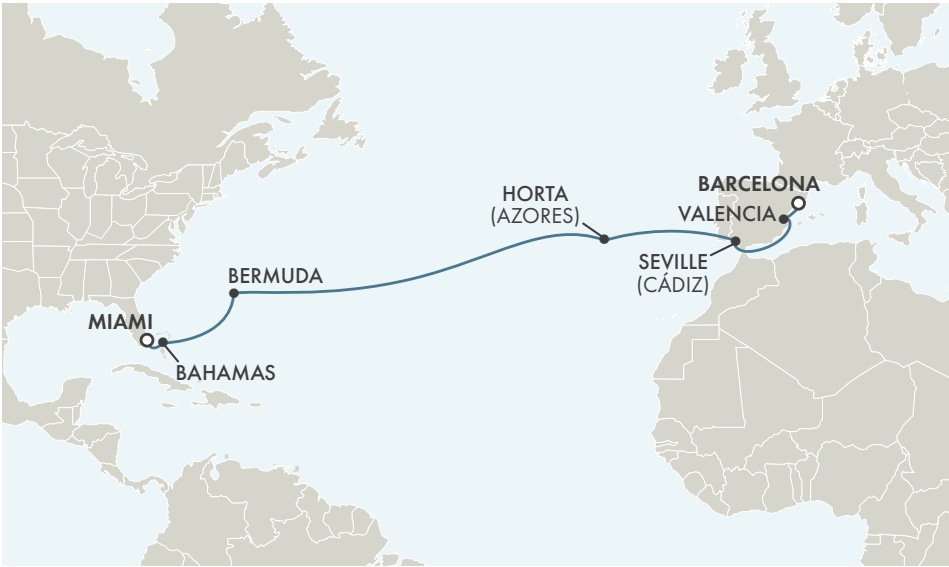 HORTA
(AZORES)
BARCELONA
VALENCIA
SEVILLE
(CÁDIZ)
BERMUDA
MIAMI
BAHAMAS